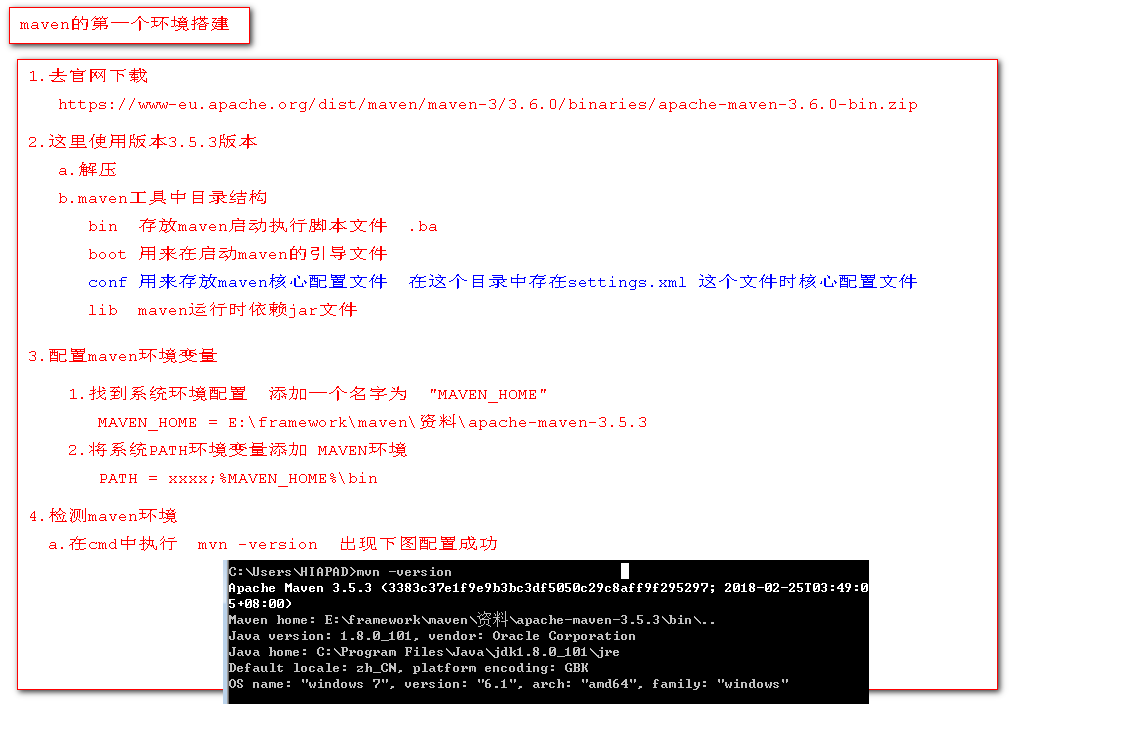 maven的第一个环境搭建
1.去官网下载
https://www-eu.apache.org/dist/maven/maven-3/3.6.0/binaries/apache-maven-3.6.0-bin.zip
2.这里使用版本3.5.3版本
a.解压
b.maven工具中目录结构
bin 存放maven启动执行脚本文件 .ba
boot 用来在启动maven的引导文件
conf 用来存放maven核心配置文件 在这个目录中存在settings.xml 这个文件时核心配置文件
lib maven运行时依赖jar文件
3.配置maven环境变量
1.找到系统环境配置 添加一个名字为 "MAVEN_HOME"
MAVEN_HOME = E:\framework\maven\资料\apache-maven-3.5.3
2.将系统PATH环境变量添加 MAVEN环境
PATH = xxxx;%MAVEN_HOME%\bin
4.检测maven环境
a.在cmd中执行 mvn -version 出现下图配置成功
C:\Users\HIAPAD>mvn -version
Apache Maven 3.5.3 (3383c37e1f9e9b3bc3df5050c29c8aff9f295297; 2018-02-25T03:49:0
5+08:00)
Maven home: E:\framework\maven\资料\apache-maven-3.5.3\bin\..
Java version: 1.8.0_101, vendor: Oracle Corporation
Java home: C:\Program Files\Java\jdk1.8.0_101\jre
Default locale: zh_CN, platform encoding: GBK
OS name: "windows 7", version: "6.1", arch: "amd64", family: "windows"